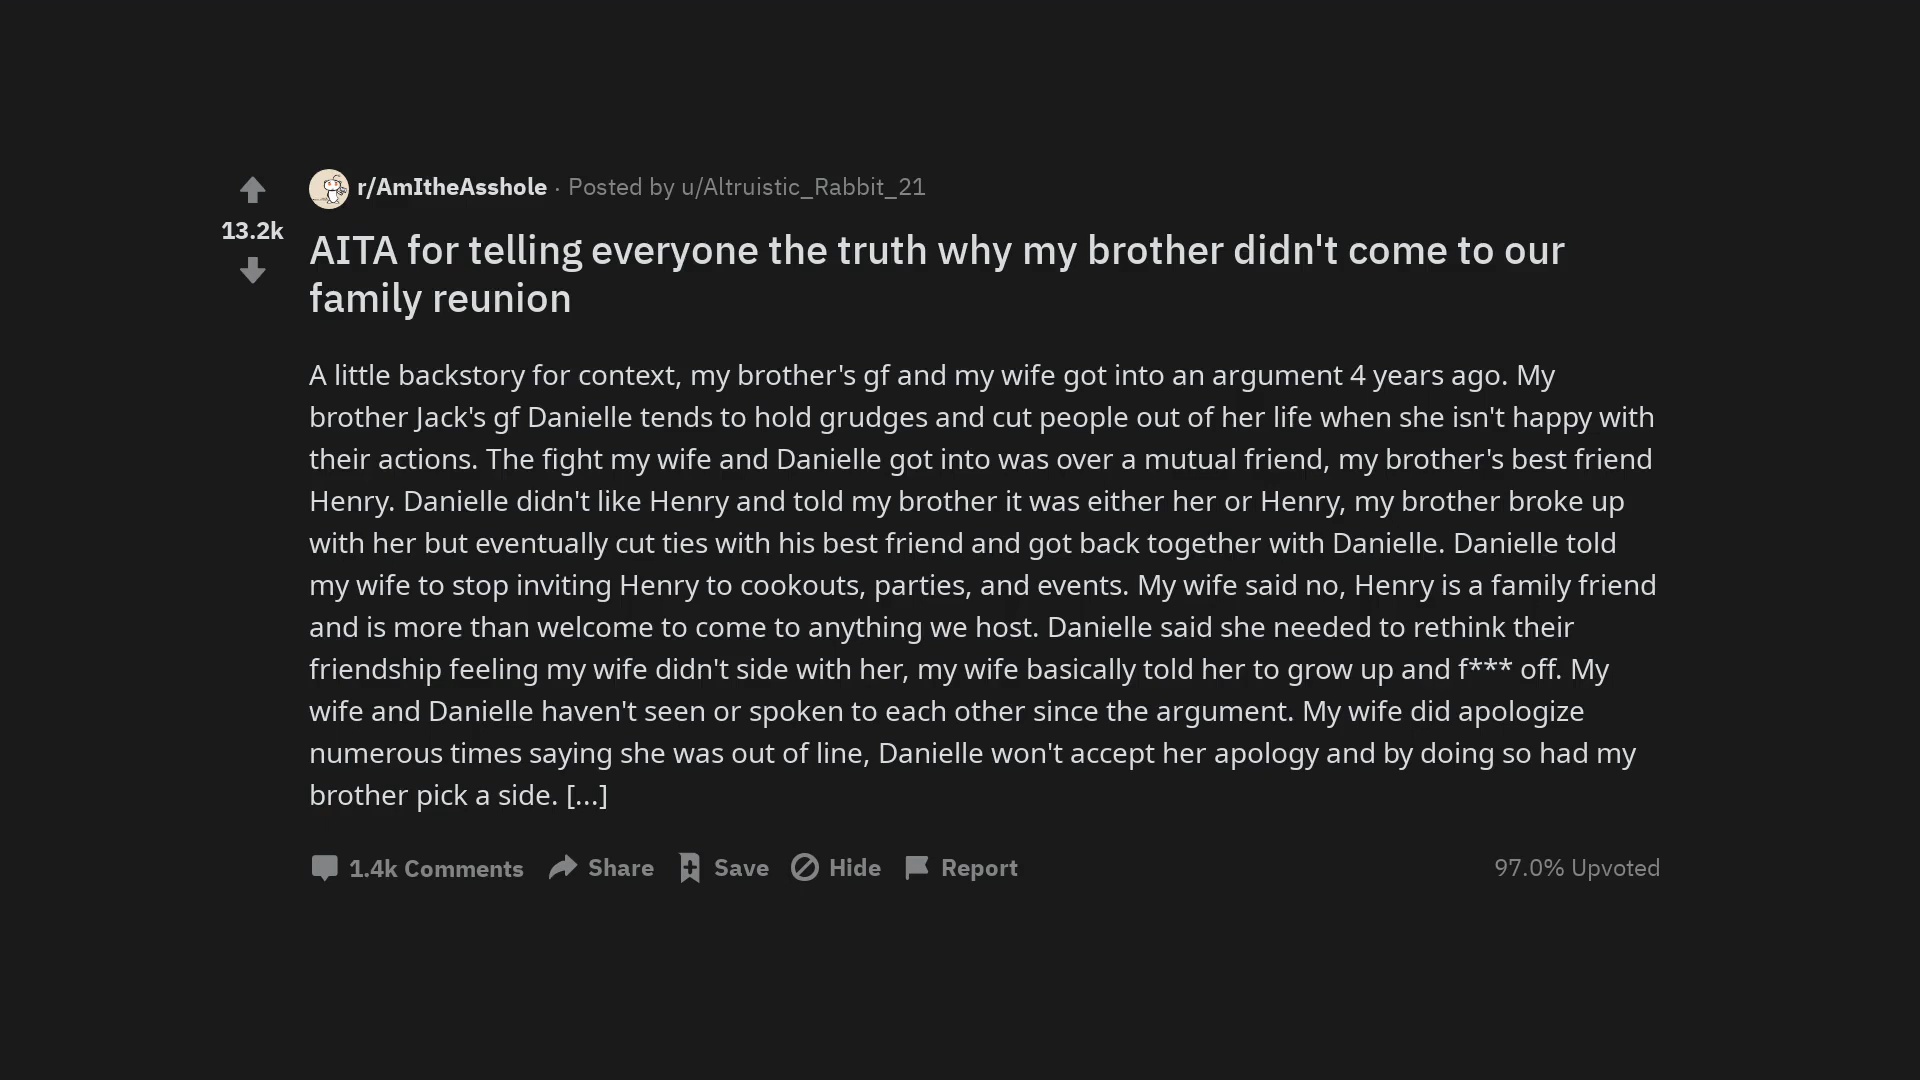 r/AmItheAsshole · Posted by u/Altruistic_Rabbit_21
13.2k
AITA for telling everyone the truth why my brother didn't come to our
family reunion
A little backstory for context, my brother's gf and my wife got into an argument 4 years ago. My
brother Jack's gf Danielle tends to hold grudges and cut people out of her life when she isn't happy with
their actions. The fight my wife and Danielle got into was over a mutual friend, my brother's best friend
Henry. Danielle didn't like Henry and told my brother it was either her or Henry, my brother broke up
with her but eventually cut ties with his best friend and got back together with Danielle. Danielle told
my wife to stop inviting Henry to cookouts, parties, and events. My wife said no, Henry is a family friend
and is more than welcome to come to anything we host. Danielle said she needed to rethink their
friendship feeling my wife didn't side with her, my wife basically told her to grow up and f*** off. My
wife and Danielle haven't seen or spoken to each other since the argument. My wife did apologize
numerous times saying she was out of line, Danielle won't accept her apology and by doing so had my
brother pick a side. [...]
1.4k Comments Share Save Hide Report 97.0% Upvoted